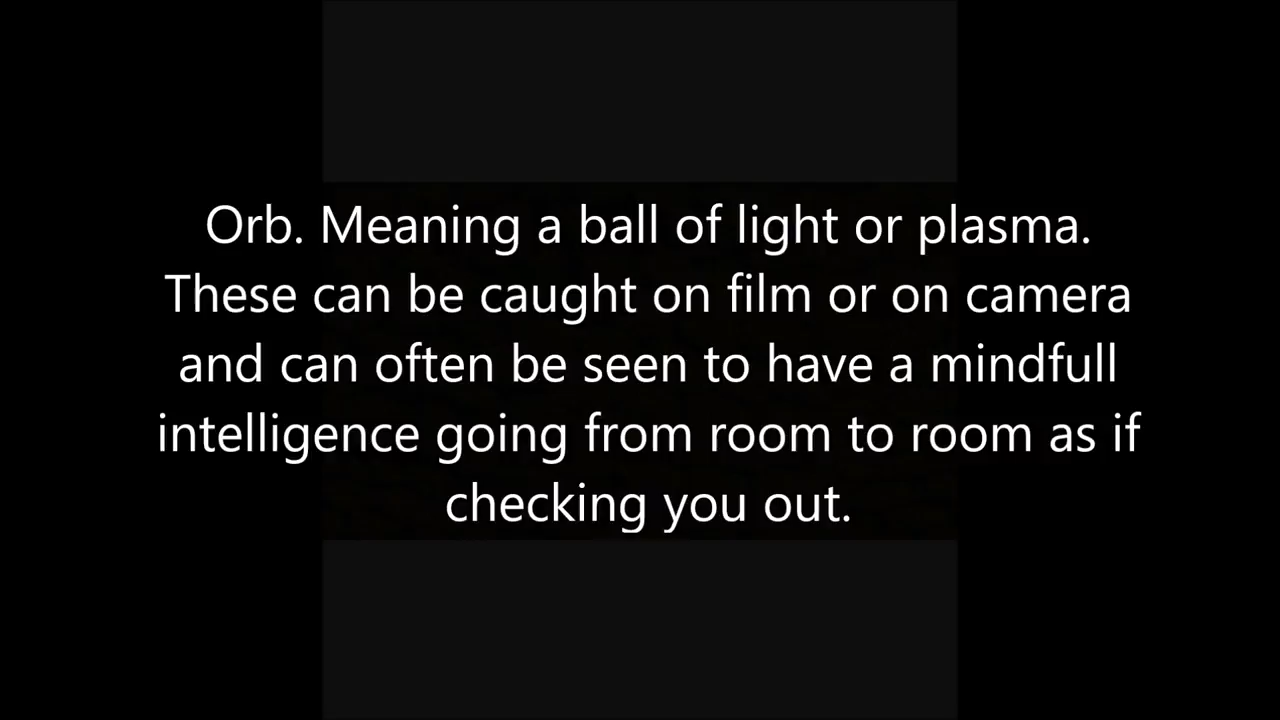 Orb. Meaning a ball of light or plasma.
These can be caught on film or on camera
and can often be seen to have a mindfull
intelligence going from room to room as if
checking you out.